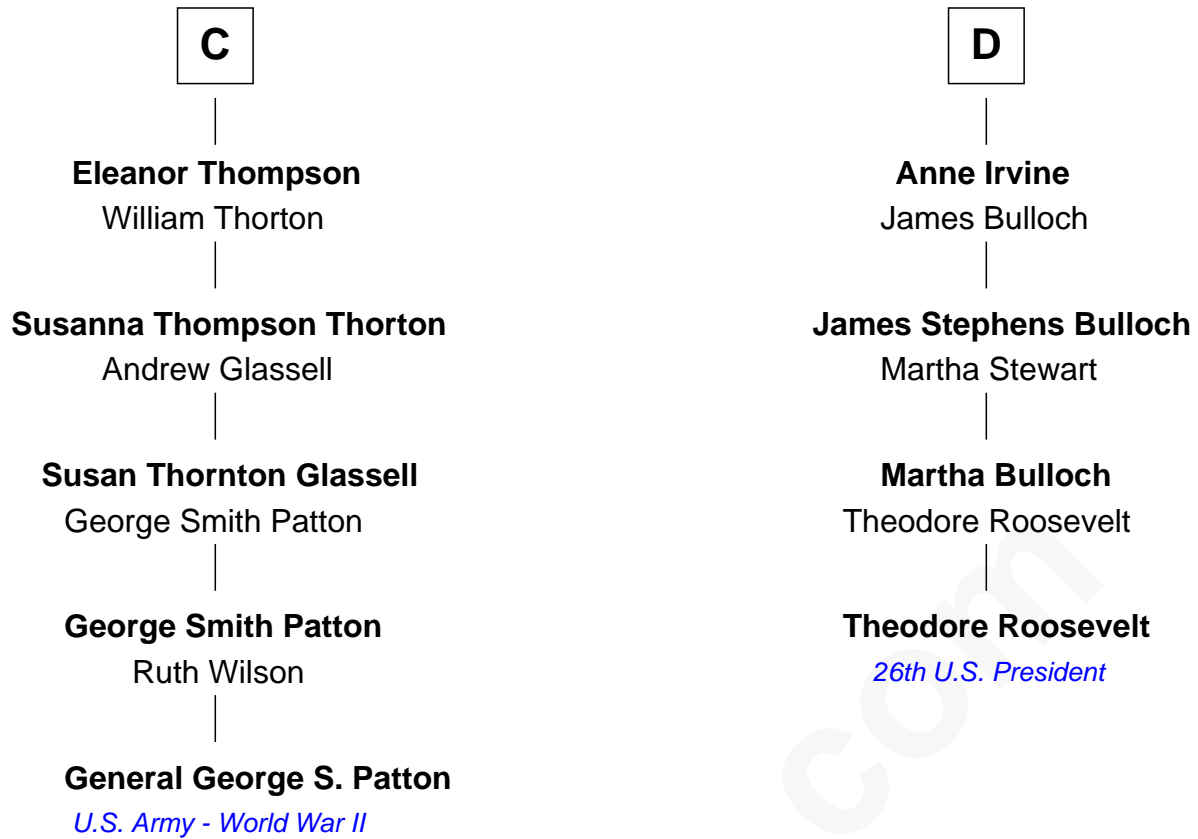 C
Eleanor Thompson
William Thorton
Susanna Thompson Thorton
Andrew Glassell
Susan Thornton Glassell
George Smith Patton
George Smith Patton
Ruth Wilson
General George S. Patton
U.S. Army - World War II
D
Anne Irvine
James Bulloch
James Stephens Bulloch
Martha Stewart
Martha Bulloch
Theodore Roosevelt
Theodore Roosevelt
26th U.S. President
com